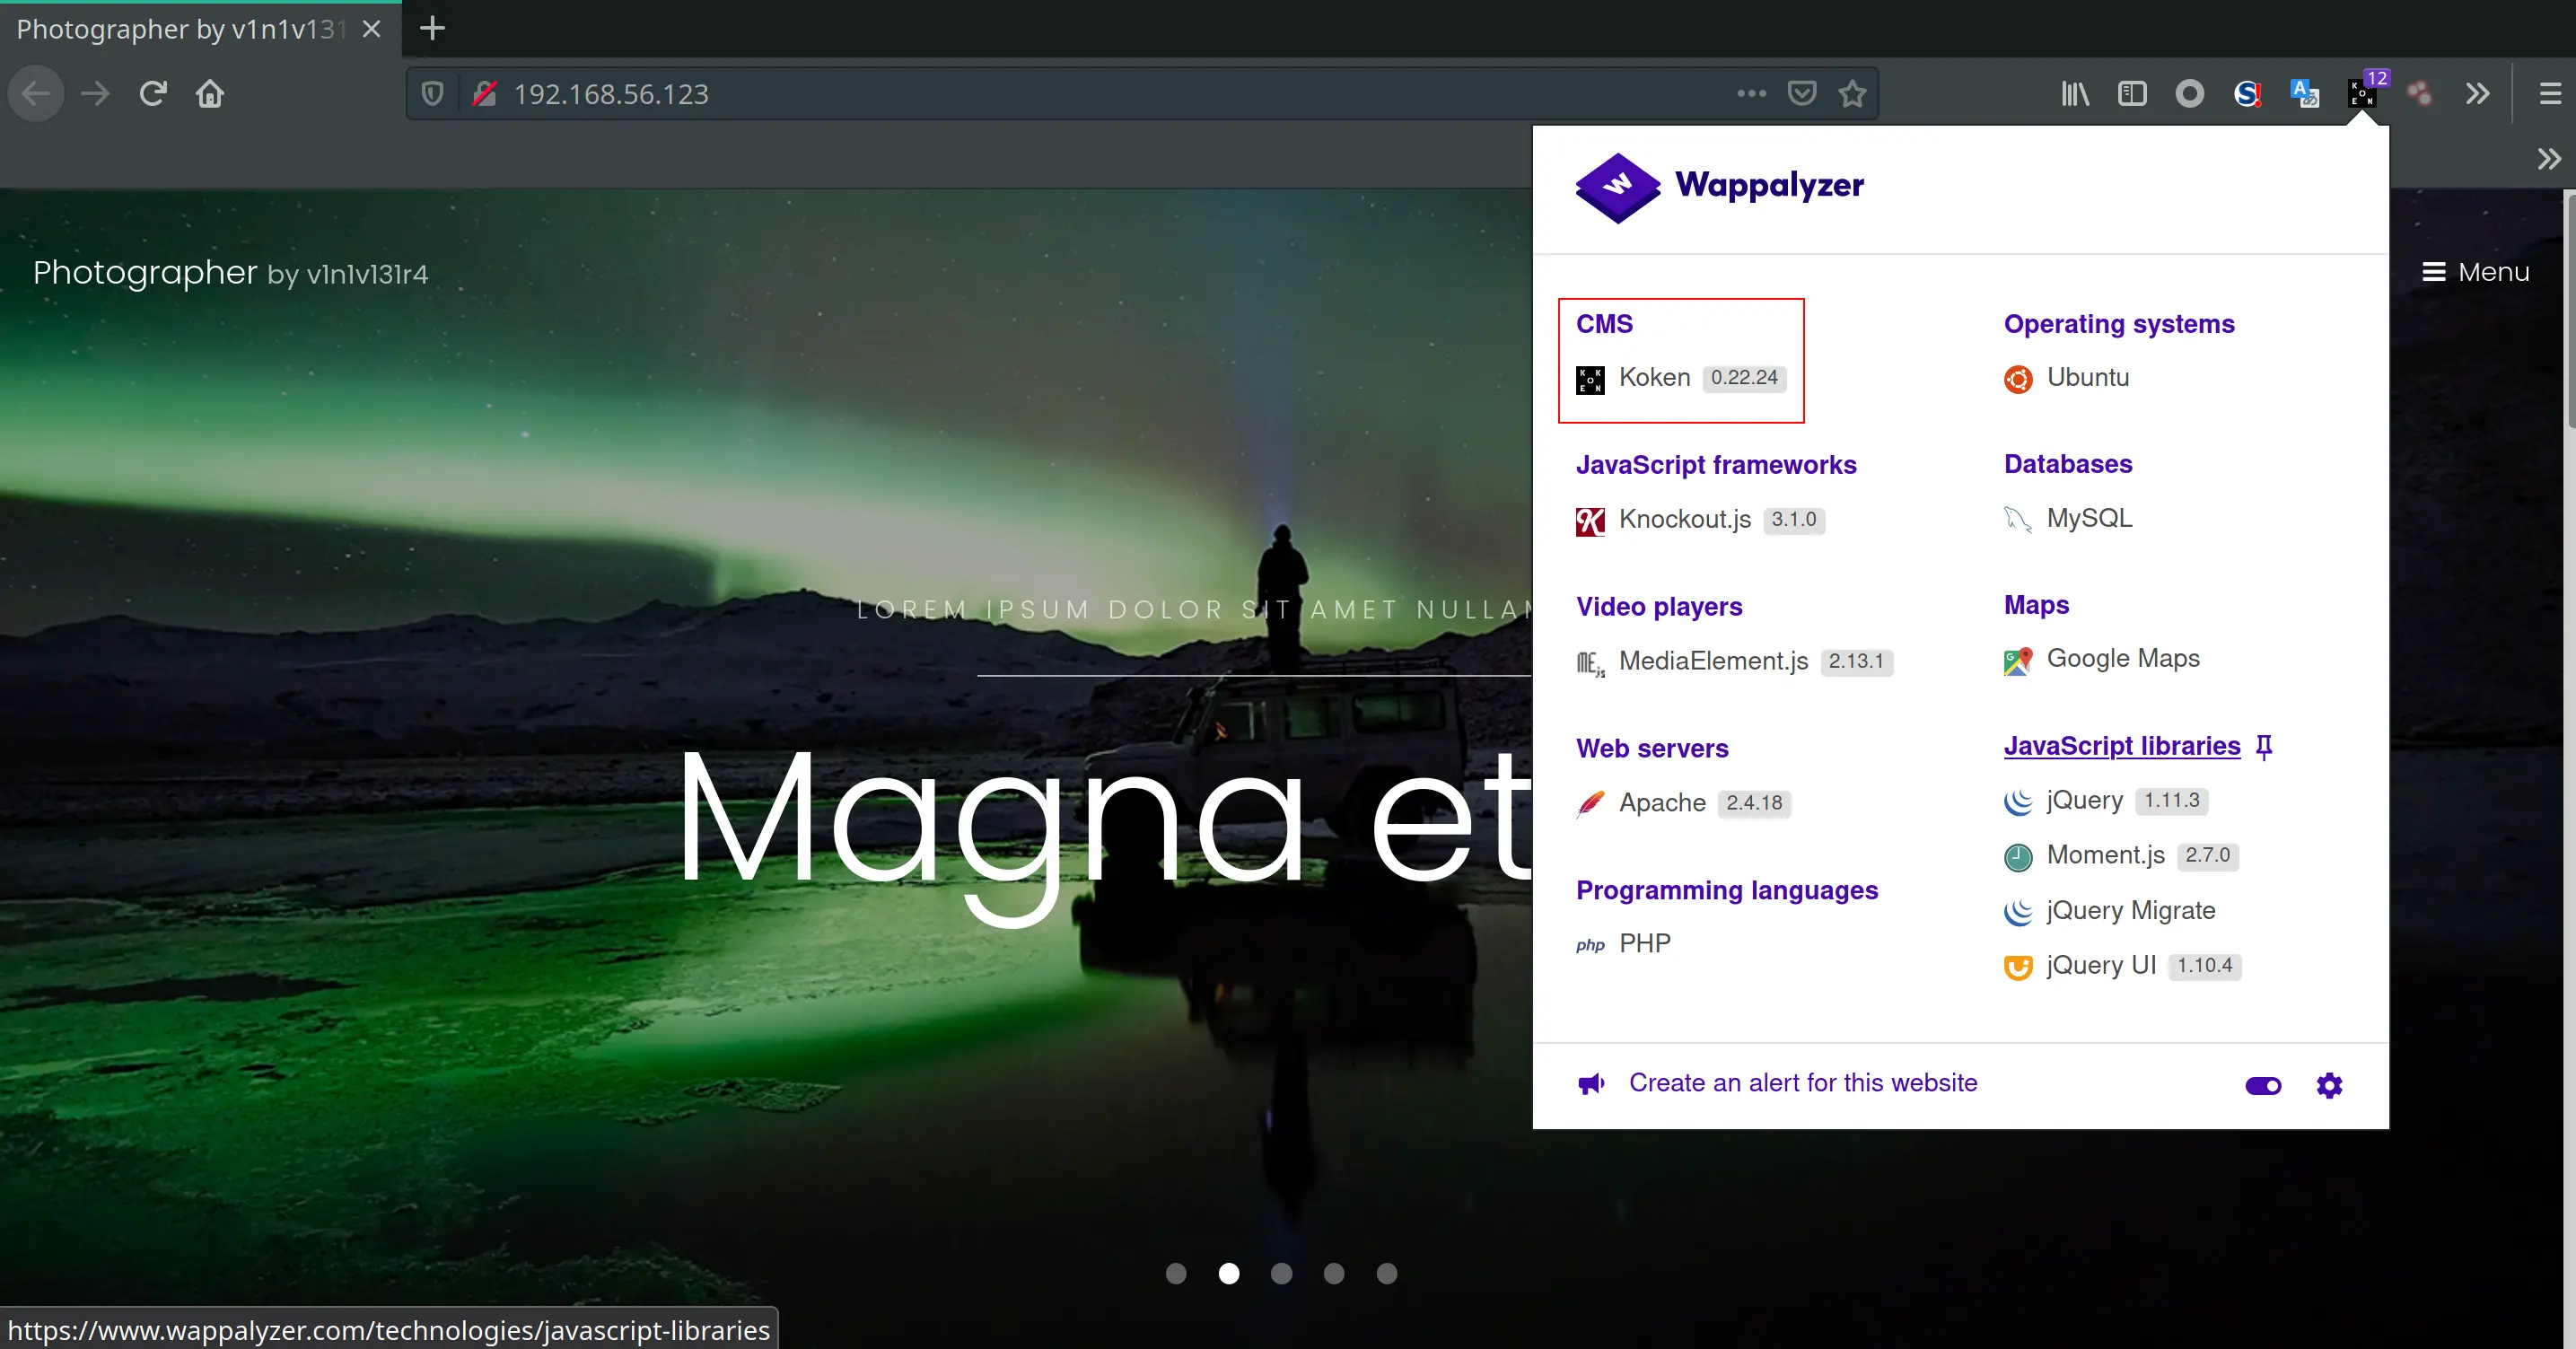 Photographer by v1n1v131
192.168.56.123
12
Wappalyzer
Photographer by v1n1v131r4
Menu
CMS
Koken 0.22.24
Operating systems
Ubuntu
JavaScript frameworks
Knockout.js 3.1.0
Databases
MySQL
Video players
MediaElement.js 2.13.1
Maps
Google Maps
Web servers
Apache 2.4.18
JavaScript libraries
jQuery 1.11.3
Moment.js 2.7.0
jQuery Migrate
jQuery UI 1.10.4
Programming languages
php PHP
Create an alert for this website
LOREM IPSUM DOLOR SIT AMET NULLAM
Magna et
https://www.wappalyzer.com/technologies/javascript-libraries